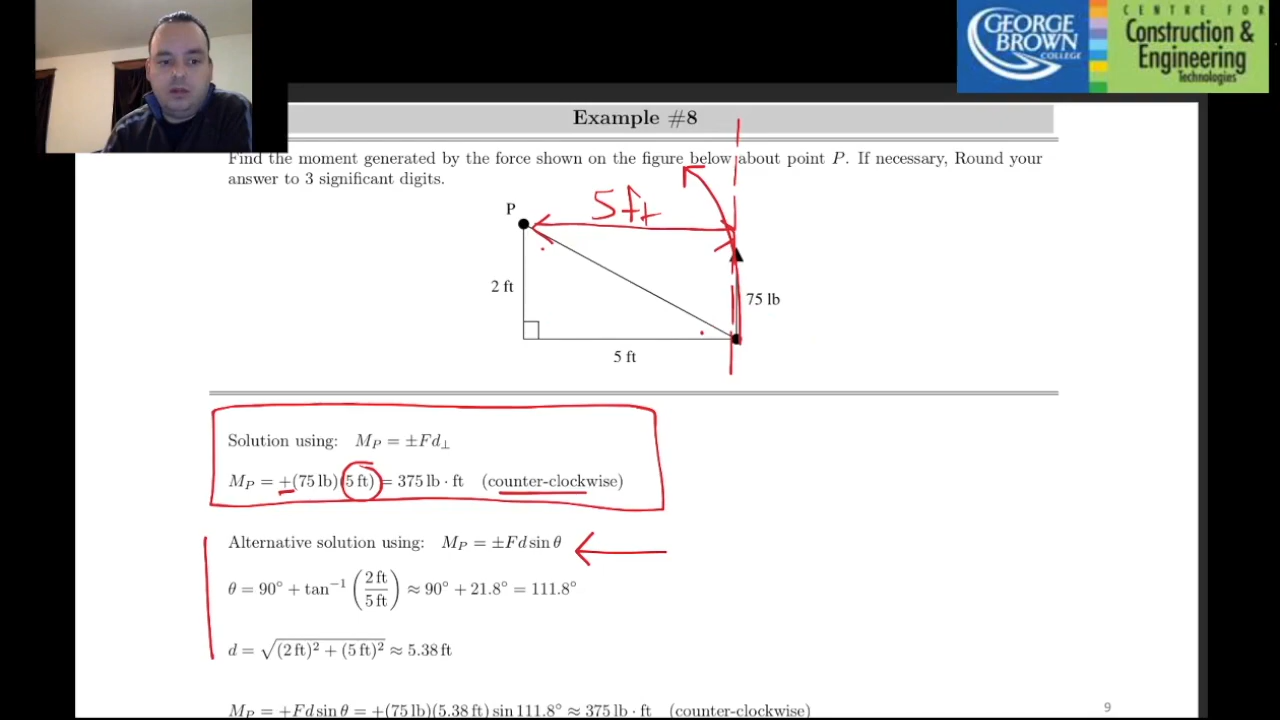 GEORGE
BROWN
COLLEGE
CENTRE FOR
Construction &
Engineering
Technologies
Example #8
Find the moment generated by the force shown on the figure below about point P. If necessary, Round your
answer to 3 significant digits.
P
5ft
2 ft
75 lb
5 ft
Solution using: M_P = ±Fd⊥
M_P = +(75 lb)(5 ft) = 375 lb · ft (counter-clockwise)
Alternative solution using: M_P = ±Fd sin θ
θ = 90° + tan⁻¹ (2 ft / 5 ft) ≈ 90° + 21.8° = 111.8°
d = √((2 ft)² + (5 ft)²) ≈ 5.38 ft
M_P = +Fd sin θ = +(75 lb)(5.38 ft) sin 111.8° ≈ 375 lb · ft (counter-clockwise)
9